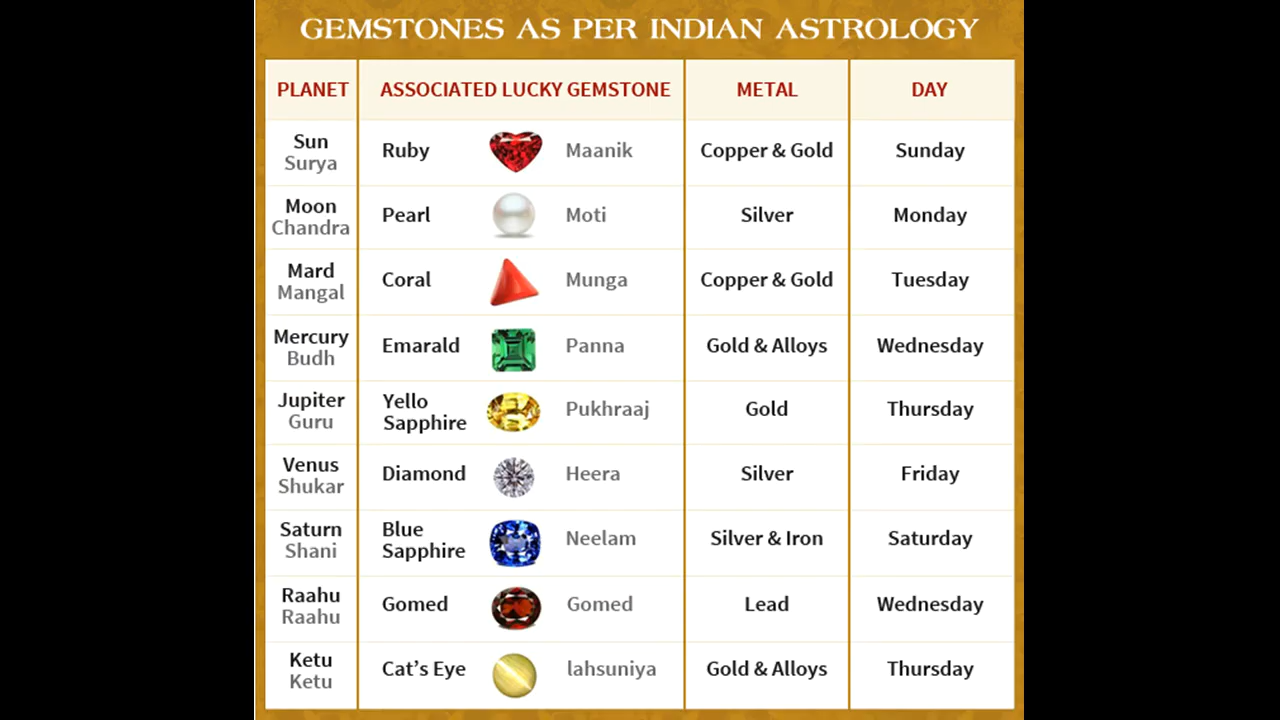 GEMSTONES AS PER INDIAN ASTROLOGY
PLANET ASSOCIATED LUCKY GEMSTONE METAL DAY
Sun
Surya
Ruby Maanik Copper & Gold Sunday
Moon
Chandra
Pearl Moti Silver Monday
Mard
Mangal
Coral Munga Copper & Gold Tuesday
Mercury
Budh
Emarald Panna Gold & Alloys Wednesday
Jupiter
Guru
Yello
Sapphire
Pukhraaj Gold Thursday
Venus
Shukar
Diamond Heera Silver Friday
Saturn
Shani
Blue
Sapphire
Neelam Silver & Iron Saturday
Raahu
Raahu
Gomed Gomed Lead Wednesday
Ketu
Ketu
Cat’s Eye lahsuniya Gold & Alloys Thursday